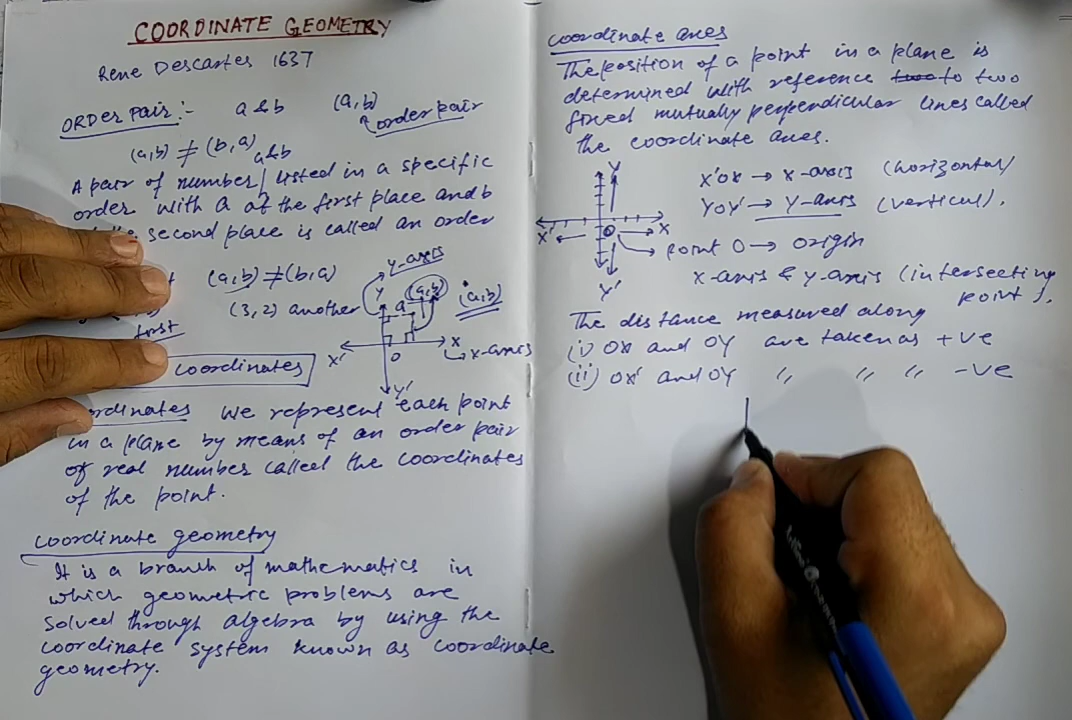 COORDINATE GEOMETRY
Rene Descartes 1637
ORDER PAIR :- a & b (a,b)
order pair
(a,b) ≠ (b,a)
a&b
A pair of number listed in a specific
order with a at the first place and b
second place is called an order
(a,b) ≠ (b,a)
(3,2) another
first
y-axis
Y
a
(a,b)
(a,b)
X' O X
x-axis
Y'
coordinates
ordinates we represent each point
in a plane by means of an order pair
of real number called the coordinates
of the point.
coordinate geometry
It is a branch of mathematics in
which geometric problems are
solved through algebra by using the
coordinate system known as coordinate
geometry.
coordinate axes
The position of a point in a plane is
determined with reference two to two
fixed mutually perpendicular lines called
the coordinate axes.
Y
X' O X
Y'
X'OX → X-axis (horizontal)
YOY' → Y-axis (vertical).
point O → origin
X-axis & y-axis (intersecting
point).
The distance measured along
(i) OX and OY are taken as +ve
(ii) OX' and OY ,, ,, ,, -ve